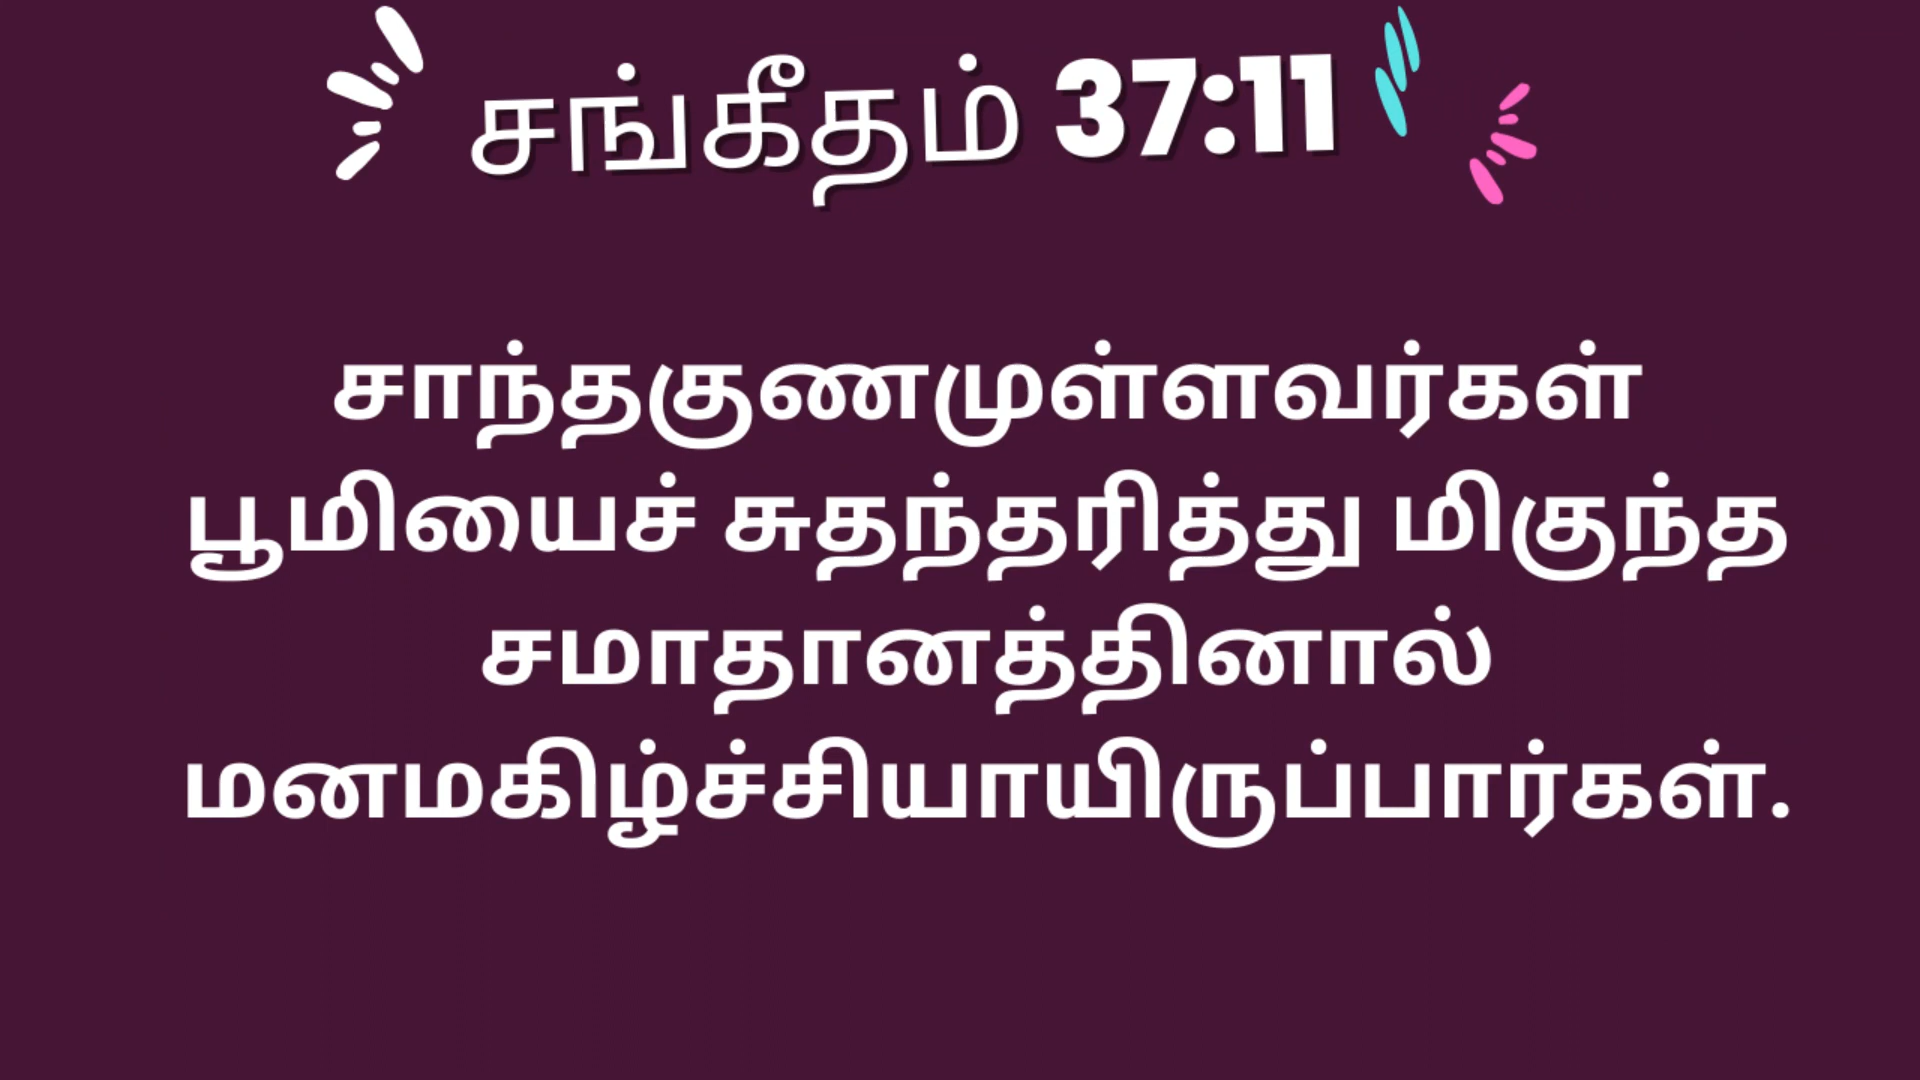 சங்கீதம் 37:11
சாந்தகுணமுள்ளவர்கள்
பூமியைச் சுதந்தரித்து மிகுந்த
சமாதானத்தினால்
மனமகிழ்ச்சியாயிருப்பார்கள்.